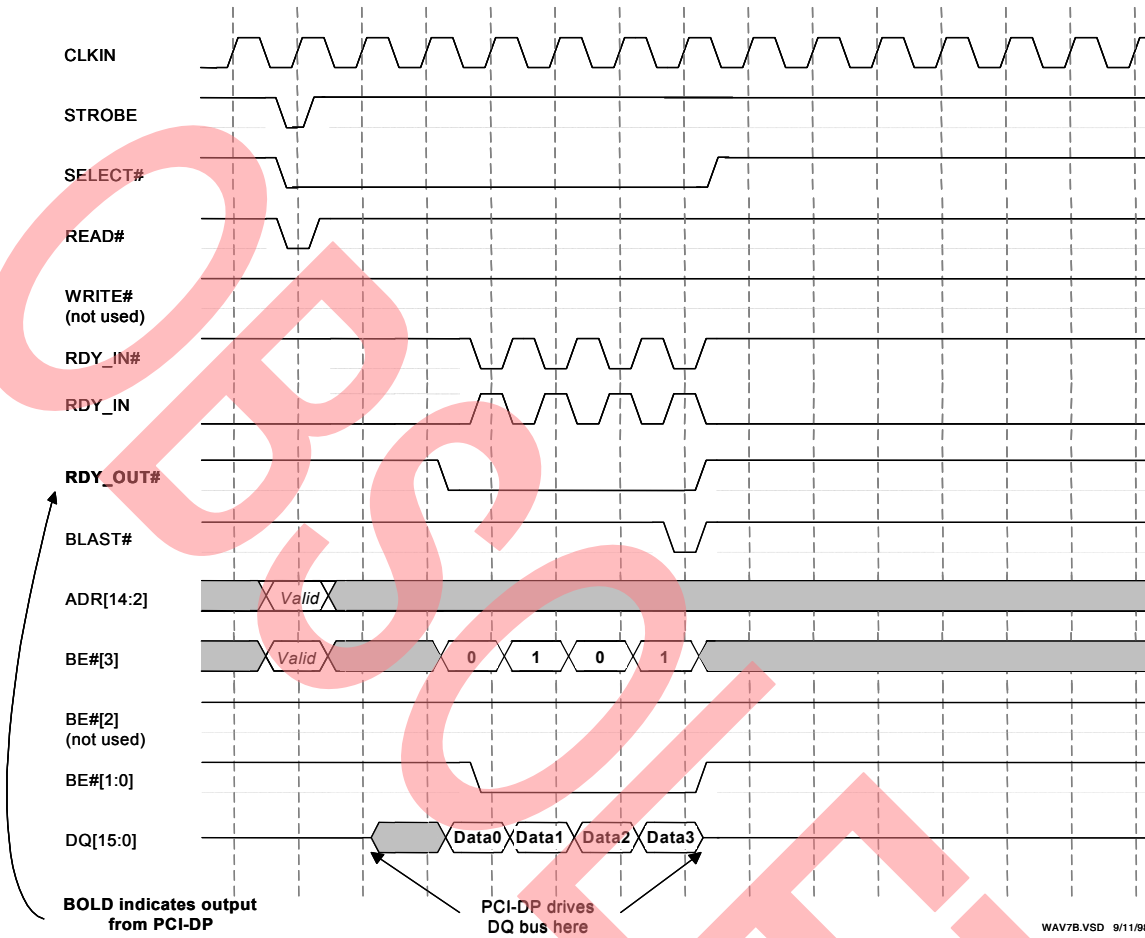 CLKIN
STROBE
SELECT#
READ#
WRITE#
(not used)
RDY_IN#
RDY_IN
RDY_OUT#
BLAST#
ADR[14:2]
Valid
BE#[3]
Valid
0
1
0
1
BE#[2]
(not used)
BE#[1:0]
DQ[15:0]
Data0
Data1
Data2
Data3
BOLD indicates output
from PCI-DP
PCI-DP drives
DQ bus here
WAV7B.VSD
OBSOLE